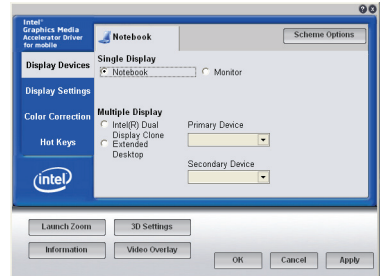 Intel®
Graphics Media
Accelerator Driver
for mobile
Notebook
Scheme Options
Display Devices
Single Display
Notebook
Monitor
Display Settings
Color Correction
Multiple Display
Intel(R) Dual
Display Clone
Extended
Desktop
Primary Device
Hot Keys
Secondary Device
intel
Launch Zoom
3D Settings
Information
Video Overlay
OK
Cancel
Apply